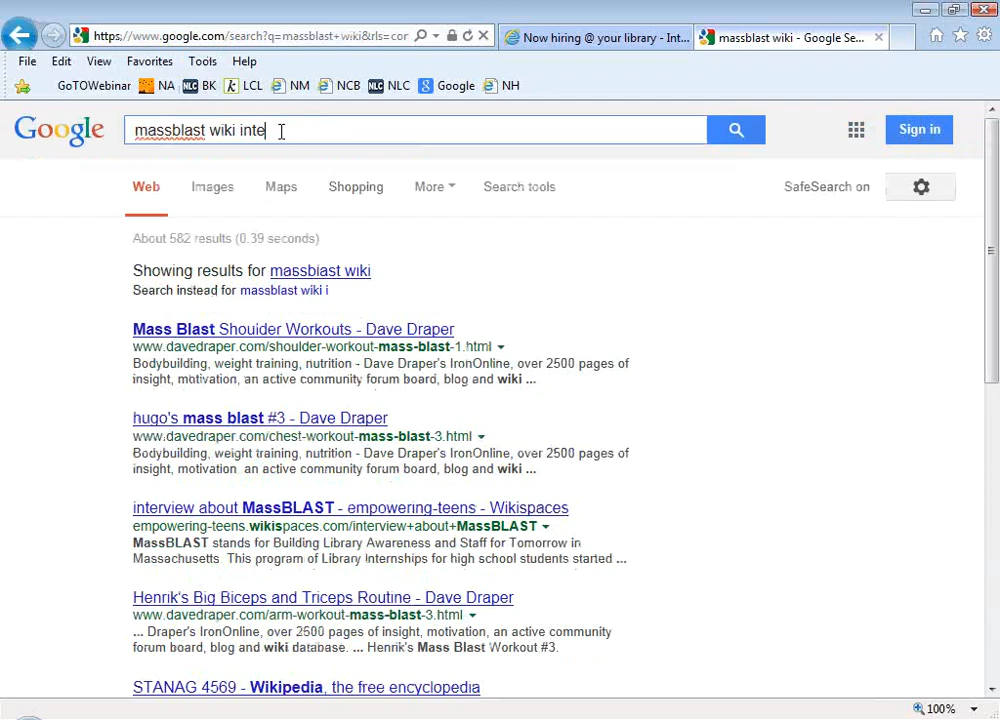 https://www.google.com/search?q=massblast+wiki&rls=cor
Now hiring @ your library - Int...
massblast wiki - Google Se...
File Edit View Favorites Tools Help
GoTOWebinar NA NLC BK k LCL NM NCB NLC NLC g Google NH
Google massblast wiki inte Sign in
Web Images Maps Shopping More Search tools SafeSearch on
About 582 results (0.39 seconds)
Showing results for massblast wiki
Search instead for massblast wiki i
Mass Blast Shoulder Workouts - Dave Draper
www.davedraper.com/shoulder-workout-mass-blast-1.html
Bodybuilding, weight training, nutrition - Dave Draper's IronOnline, over 2500 pages of
insight, motivation, an active community forum board, blog and wiki ...
hugo's mass blast #3 - Dave Draper
www.davedraper.com/chest-workout-mass-blast-3.html
Bodybuilding, weight training, nutrition - Dave Draper's IronOnline, over 2500 pages of
insight, motivation, an active community forum board, blog and wiki ...
interview about MassBLAST - empowering-teens - Wikispaces
empowering-teens.wikispaces.com/interview+about+MassBLAST
MassBLAST stands for Building Library Awareness and Staff for Tomorrow in
Massachusetts. This program of Library Internships for high school students started ...
Henrik's Big Biceps and Triceps Routine - Dave Draper
www.davedraper.com/arm-workout-mass-blast-3.html
... Draper's IronOnline, over 2500 pages of insight, motivation, an active community
forum board, blog and wiki database. ... Henrik's Mass Blast Workout #3.
STANAG 4569 - Wikipedia, the free encyclopedia
100%